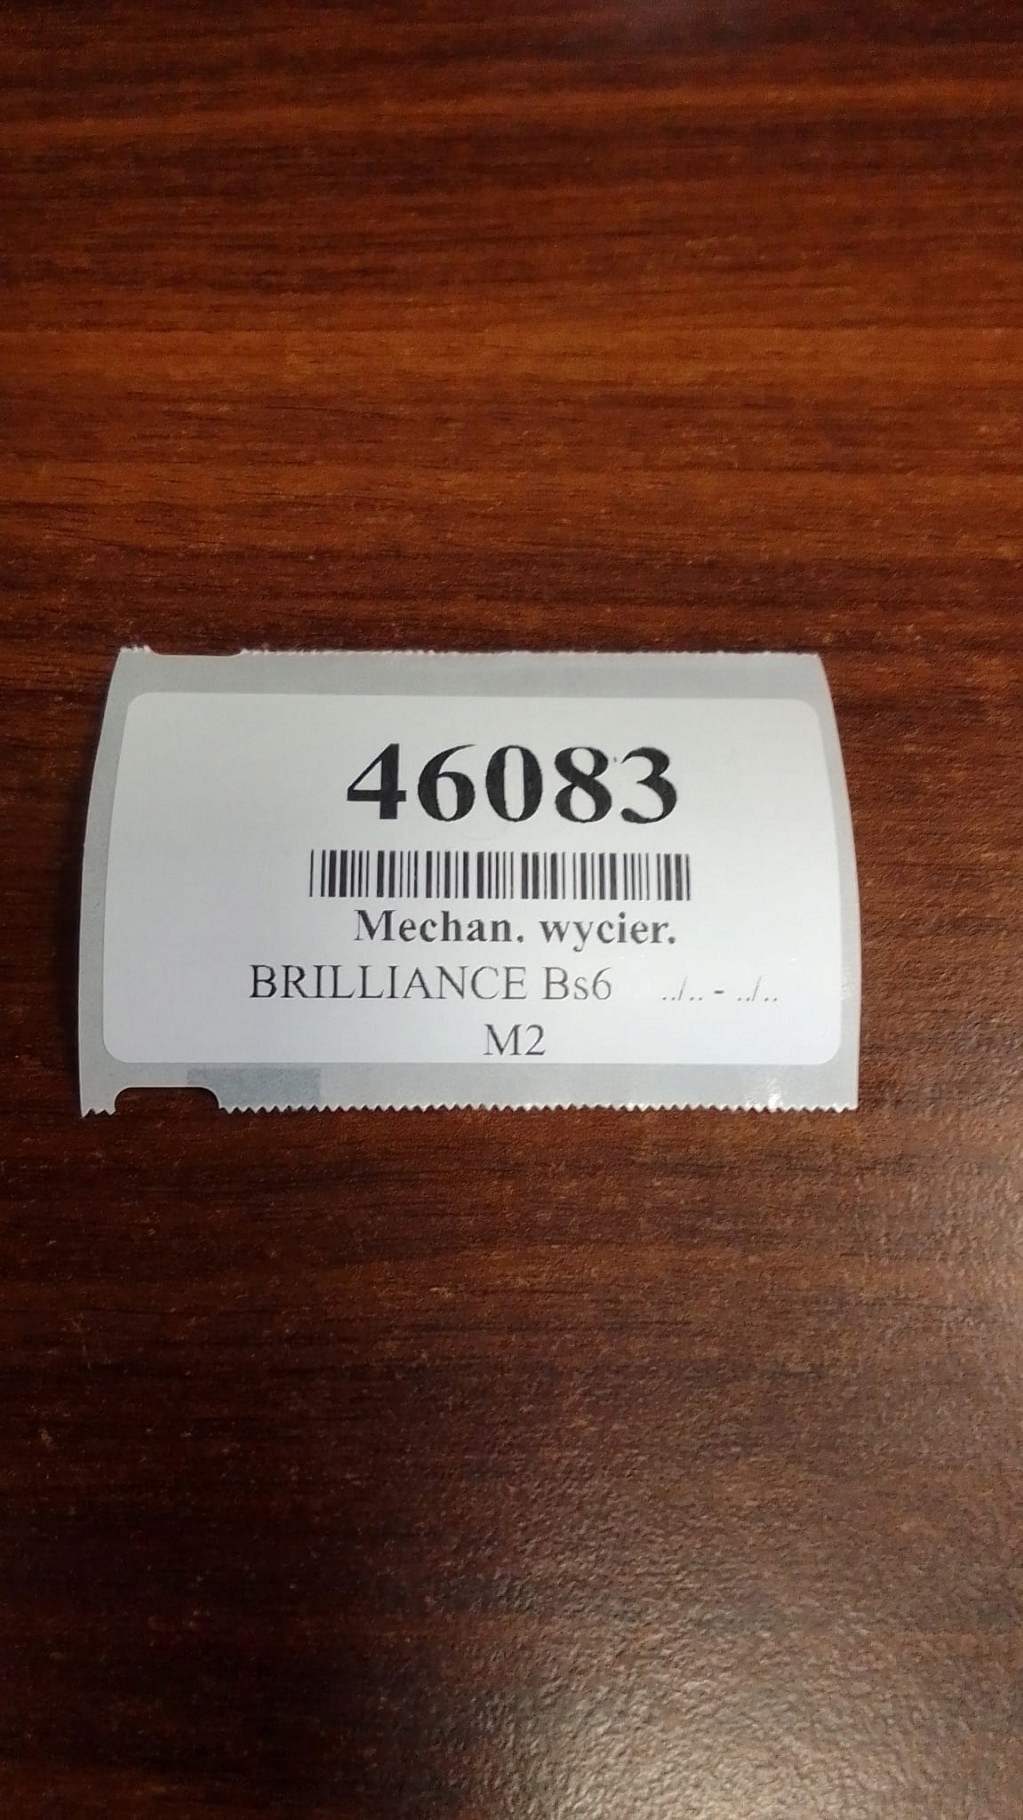 46083
Mechan. wycier.
BRILLIANCE Bs6 ../.. - ../..
M2